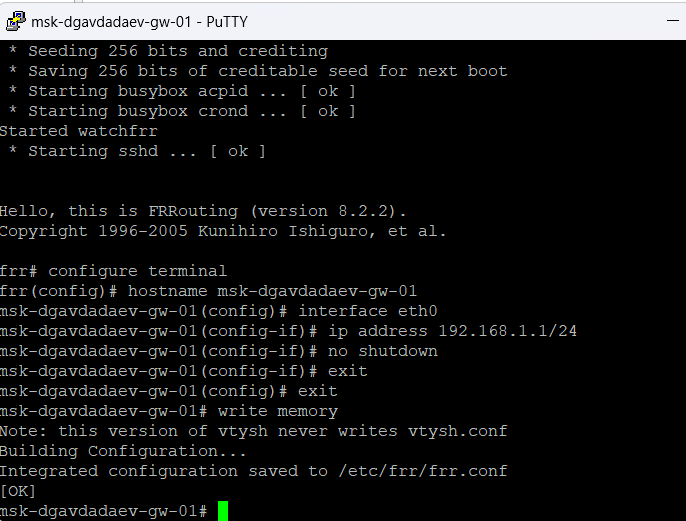 msk-dgavdadaev-gw-01 - PuTTY
* Seeding 256 bits and crediting
* Saving 256 bits of creditable seed for next boot
* Starting busybox acpid ... [ ok ]
* Starting busybox crond ... [ ok ]
Started watchfrr
* Starting sshd ... [ ok ]
Hello, this is FRRouting (version 8.2.2).
Copyright 1996-2005 Kunihiro Ishiguro, et al.
frr# configure terminal
frr(config)# hostname msk-dgavdadaev-gw-01
msk-dgavdadaev-gw-01(config)# interface eth0
msk-dgavdadaev-gw-01(config-if)# ip address 192.168.1.1/24
msk-dgavdadaev-gw-01(config-if)# no shutdown
msk-dgavdadaev-gw-01(config-if)# exit
msk-dgavdadaev-gw-01(config)# exit
msk-dgavdadaev-gw-01# write memory
Note: this version of vtysh never writes vtysh.conf
Building Configuration...
Integrated configuration saved to /etc/frr/frr.conf
[OK]
msk-dgavdadaev-gw-01#